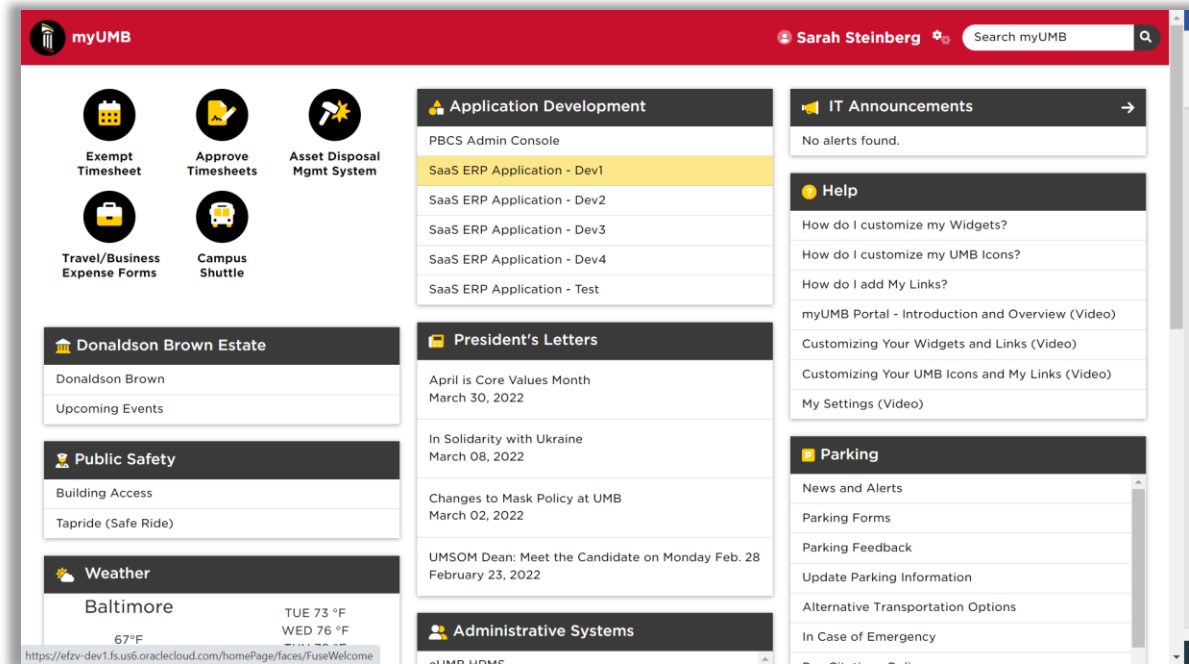 myUMB
Sarah Steinberg
Search myUMB
Exempt
Timesheet
Approve
Timesheets
Asset Disposal
Mgmt System
Travel/Business
Expense Forms
Campus
Shuttle
Donaldson Brown Estate
Donaldson Brown
Upcoming Events
Public Safety
Building Access
Tapride (Safe Ride)
Weather
Baltimore
67°F
TUE 73 °F
WED 76 °F
https://efzv-dev1.fs.us6.oraclecloud.com/homePage/faces/FuseWelcome
Application Development
PBCS Admin Console
SaaS ERP Application - Dev1
SaaS ERP Application - Dev2
SaaS ERP Application - Dev3
SaaS ERP Application - Dev4
SaaS ERP Application - Test
President's Letters
April is Core Values Month
March 30, 2022
In Solidarity with Ukraine
March 08, 2022
Changes to Mask Policy at UMB
March 02, 2022
UMSOM Dean: Meet the Candidate on Monday Feb. 28
February 23, 2022
Administrative Systems
eUMB HRMS
IT Announcements
No alerts found.
Help
How do I customize my Widgets?
How do I customize my UMB Icons?
How do I add My Links?
myUMB Portal - Introduction and Overview (Video)
Customizing Your Widgets and Links (Video)
Customizing Your UMB Icons and My Links (Video)
My Settings (Video)
Parking
News and Alerts
Parking Forms
Parking Feedback
Update Parking Information
Alternative Transportation Options
In Case of Emergency